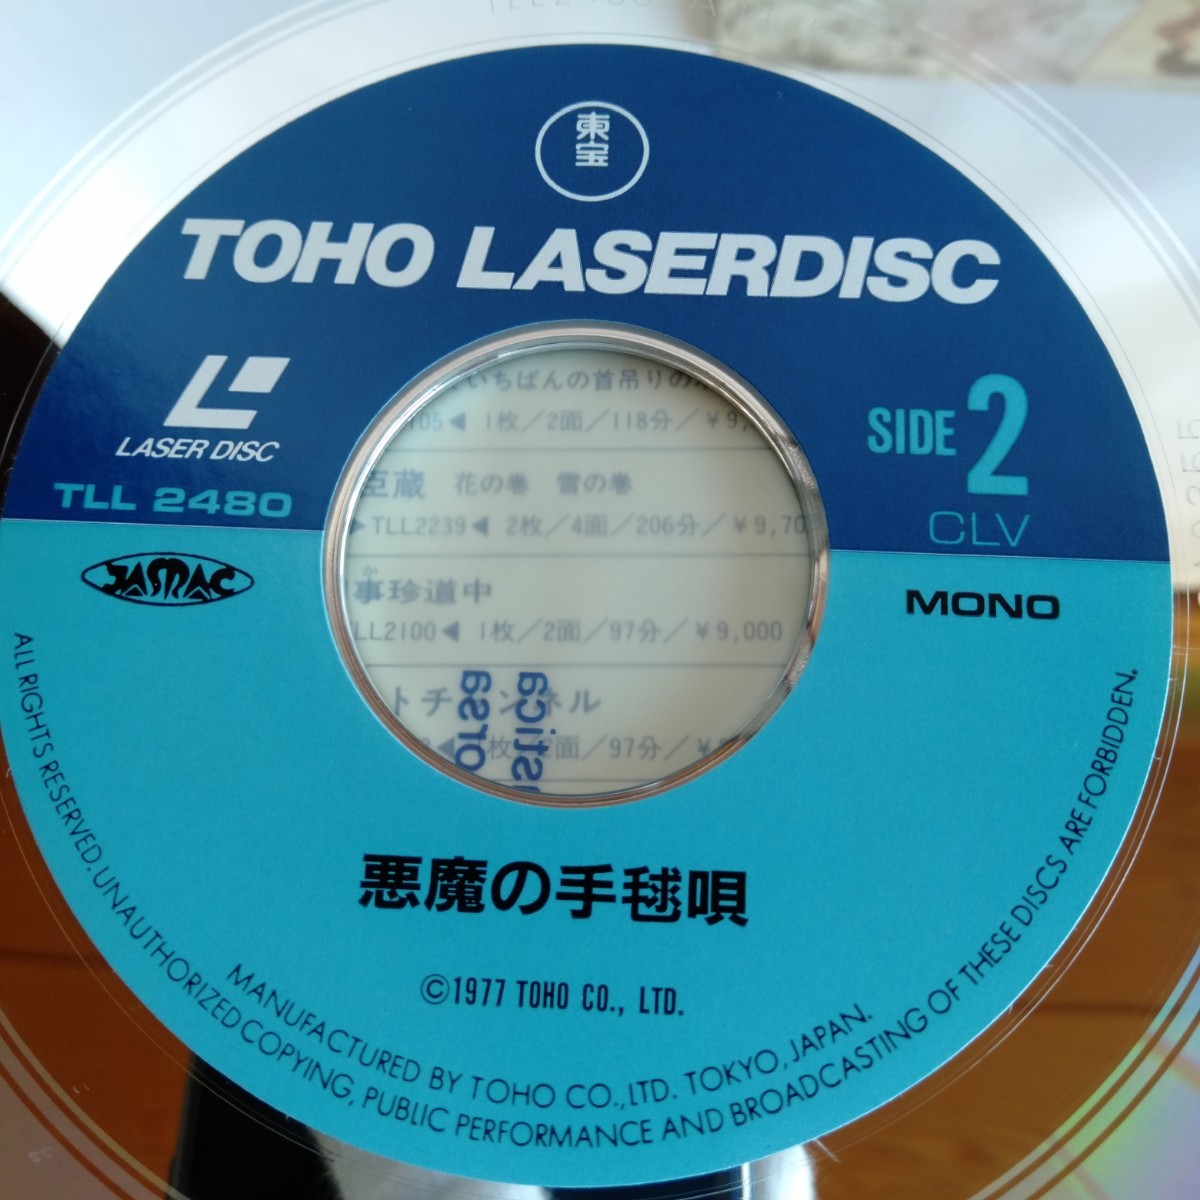 東宝
TOHO LASERDISC
LASER DISC
TLL 2480
SIDE 2
CLV
JASRAC
MONO
いちばんの首吊りの
105◀ 1枚/2面/118分/¥9,7
臣蔵 花の巻 雪の巻
▶TLL2239◀ 2枚/4面/206分/¥9,70
事珍道中
か
LL2100◀ 1枚/2面/97分/¥9,000
トチャンネル
枚/2面/97分/¥
悪魔の手毬唄
©1977 TOHO CO., LTD.
MANUFACTURED BY TOHO CO.,LTD. TOKYO, JAPAN.
ALL RIGHTS RESERVED. UNAUTHORIZED COPYING, PUBLIC PERFORMANCE AND BROADCASTING OF THESE DISCS ARE FORBIDDEN.